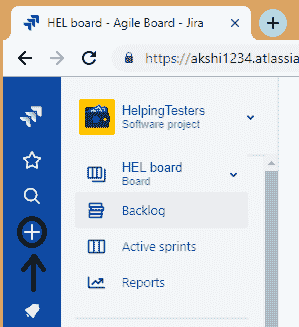 HEL board - Agile Board - Jira
https://akshi1234.atlassia
HelpingTesters
Software project
HEL board
Board
Backlog
Active sprints
Reports